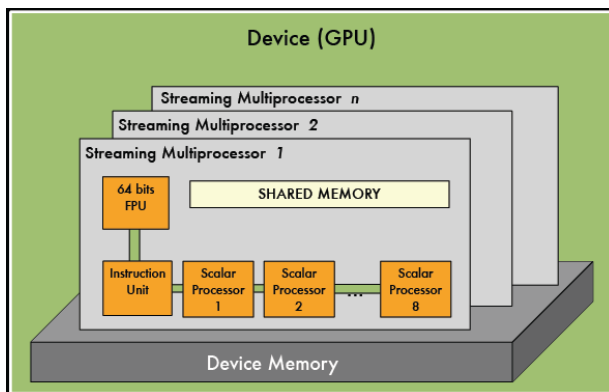 Device (GPU)
Streaming Multiprocessor n
Streaming Multiprocessor 2
Streaming Multiprocessor 1
64 bits
FPU
SHARED MEMORY
Instruction
Unit
Scalar
Processor
1
Scalar
Processor
2
...
Scalar
Processor
8
Device Memory